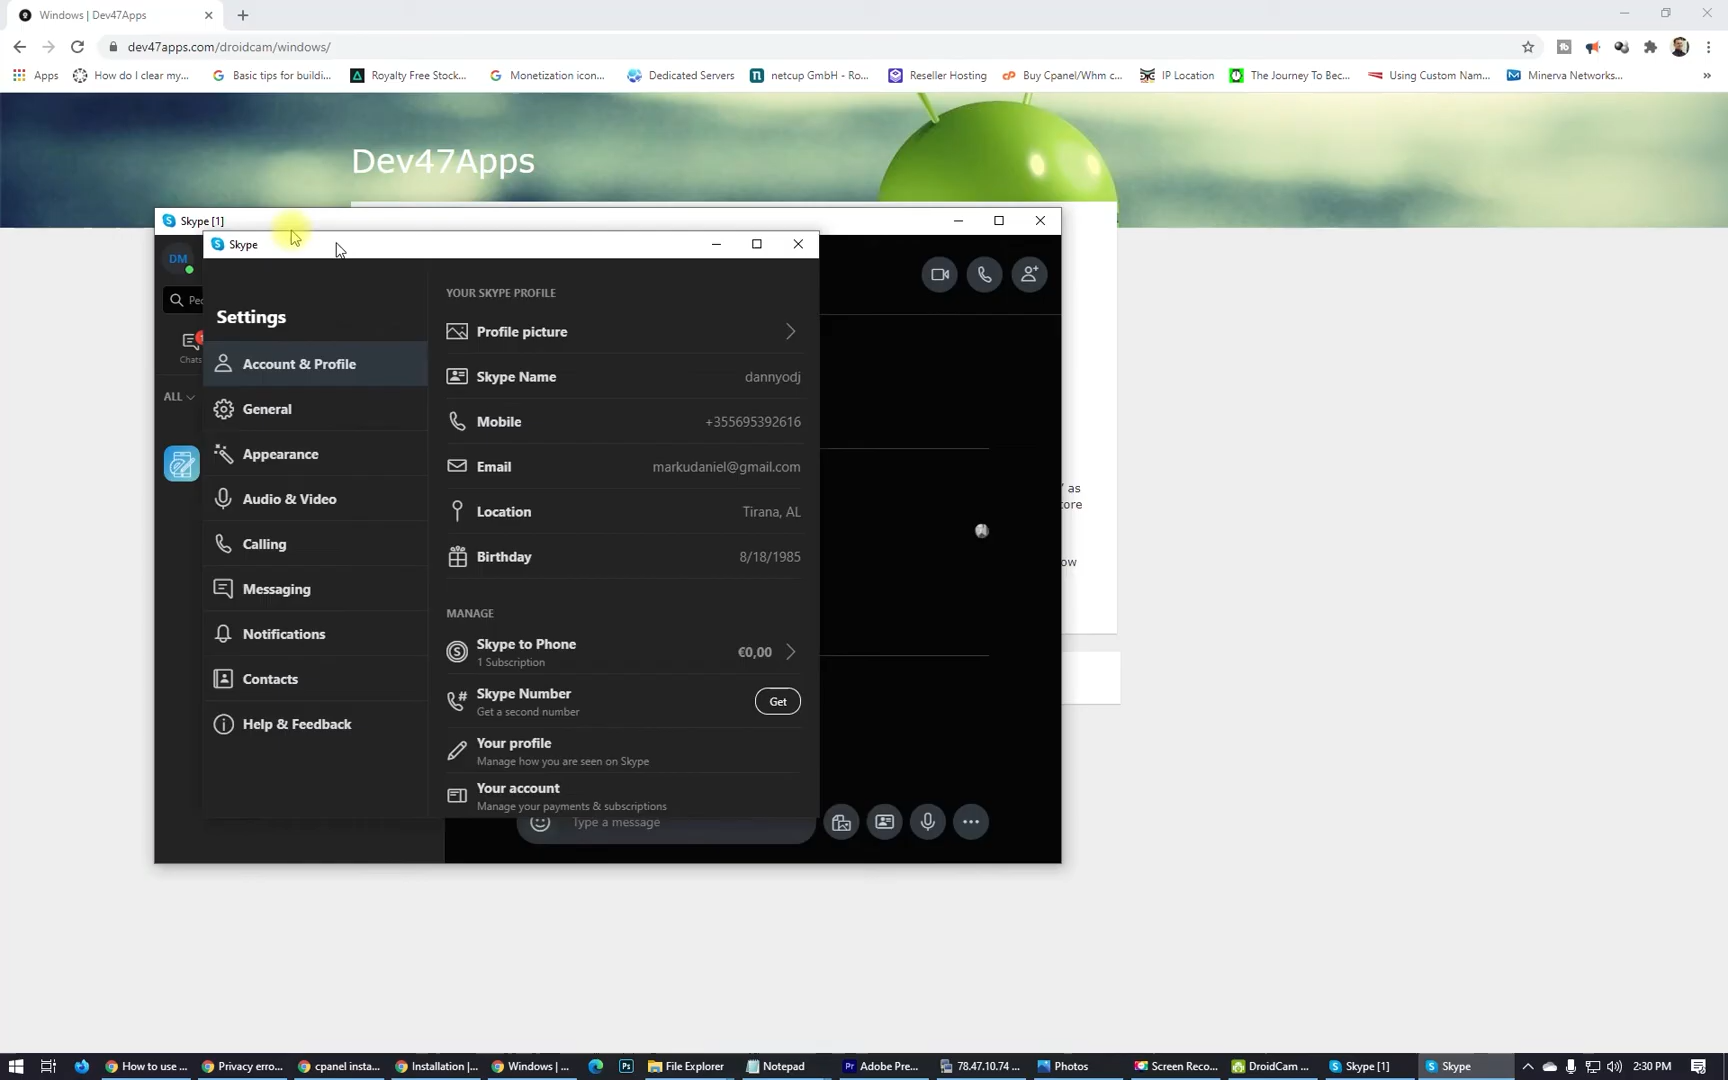 Windows | Dev47Apps
dev47apps.com/droidcam/windows/
Apps
How do I clear my...
Basic tips for buildi...
Royalty Free Stock...
Monetization icon...
Dedicated Servers
netcup GmbH - Ro...
Reseller Hosting
Buy Cpanel/Whm c...
IP Location
The Journey To Bec...
Using Custom Nam...
Minerva Networks...
»
Dev47Apps
Skype [1]
Skype
DM
Chats
ALL
Settings
Account & Profile
General
Appearance
Audio & Video
Calling
Messaging
Notifications
Contacts
Help & Feedback
YOUR SKYPE PROFILE
Profile picture
Skype Name dannyodj
Mobile +355695392616
Email markudaniel@gmail.com
Location Tirana, AL
Birthday 8/18/1985
MANAGE
Skype to Phone €0,00
1 Subscription
Skype Number Get
Get a second number
Your profile
Manage how you are seen on Skype
Your account
Manage your payments & subscriptions
Type a message
as
ow
How to use ...
Privacy erro...
cpanel insta...
Installation |...
Windows | ...
File Explorer
Notepad
Adobe Pre...
78.47.10.74 ...
Photos
Screen Reco...
DroidCam ...
Skype [1]
Skype
2:30 PM